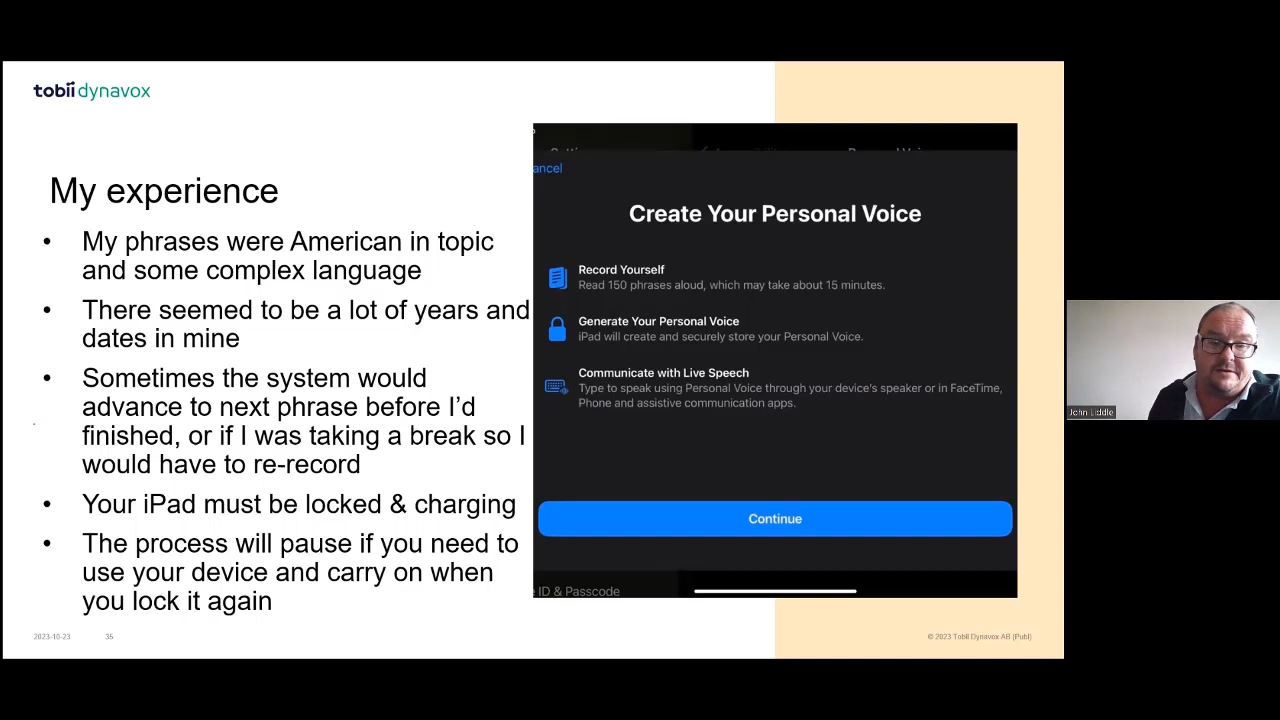 tobii dynavox
My experience
• My phrases were American in topic
and some complex language
• There seemed to be a lot of years and
dates in mine
• Sometimes the system would
advance to next phrase before I’d
finished, or if I was taking a break so I
would have to re-record
• Your iPad must be locked & charging
• The process will pause if you need to
use your device and carry on when
you lock it again
ancel
Create Your Personal Voice
Record Yourself
Read 150 phrases aloud, which may take about 15 minutes.
Generate Your Personal Voice
iPad will create and securely store your Personal Voice.
Communicate with Live Speech
Type to speak using Personal Voice through your device's speaker or in FaceTime,
Phone and assistive communication apps.
Continue
ID & Passcode
John Liddle
2023-10-23
35
© 2023 Tobii Dynavox AB (Publ)